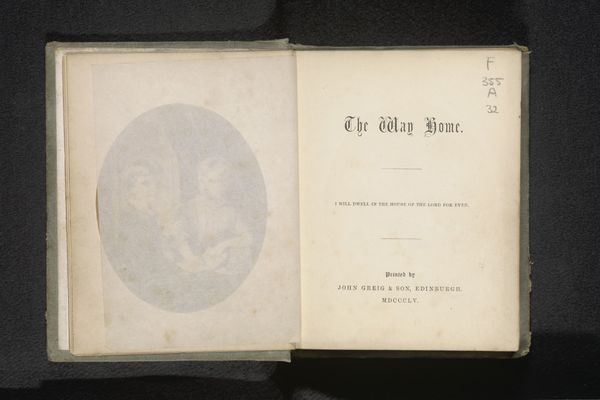 F
355
A
32
The Way Home.
I WILL DWELL IN THE HOUSE OF THE LORD FOR EVER.
Printed by
JOHN GREIG & SON, EDINBURGH.
MDCCCLV.